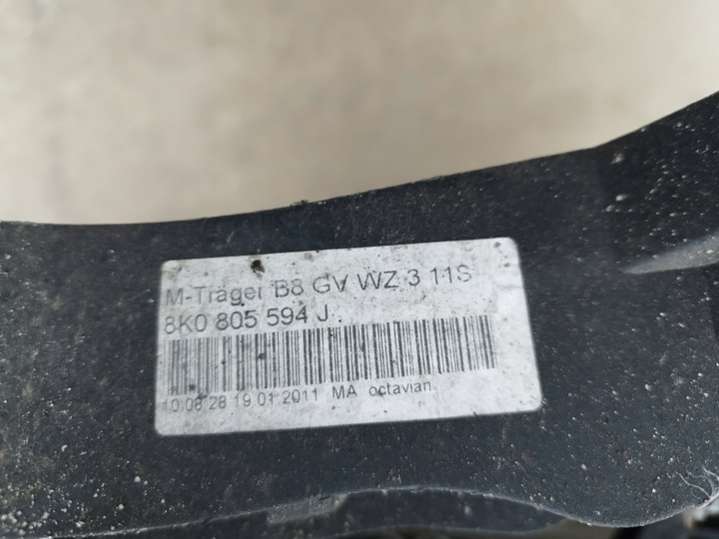 M-Träger B8 GV WZ 3 11S
8K0 805 594 J
10:08:28 19.01.2011 MA octavian